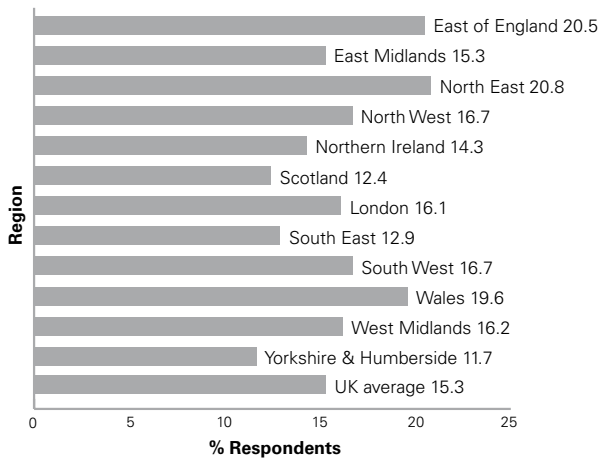 East of England 20.5
East Midlands 15.3
North East 20.8
North West 16.7
Northern Ireland 14.3
Scotland 12.4
London 16.1
South East 12.9
South West 16.7
Wales 19.6
West Midlands 16.2
Yorkshire & Humberside 11.7
UK average 15.3
Region
0 5 10 15 20 25
% Respondents